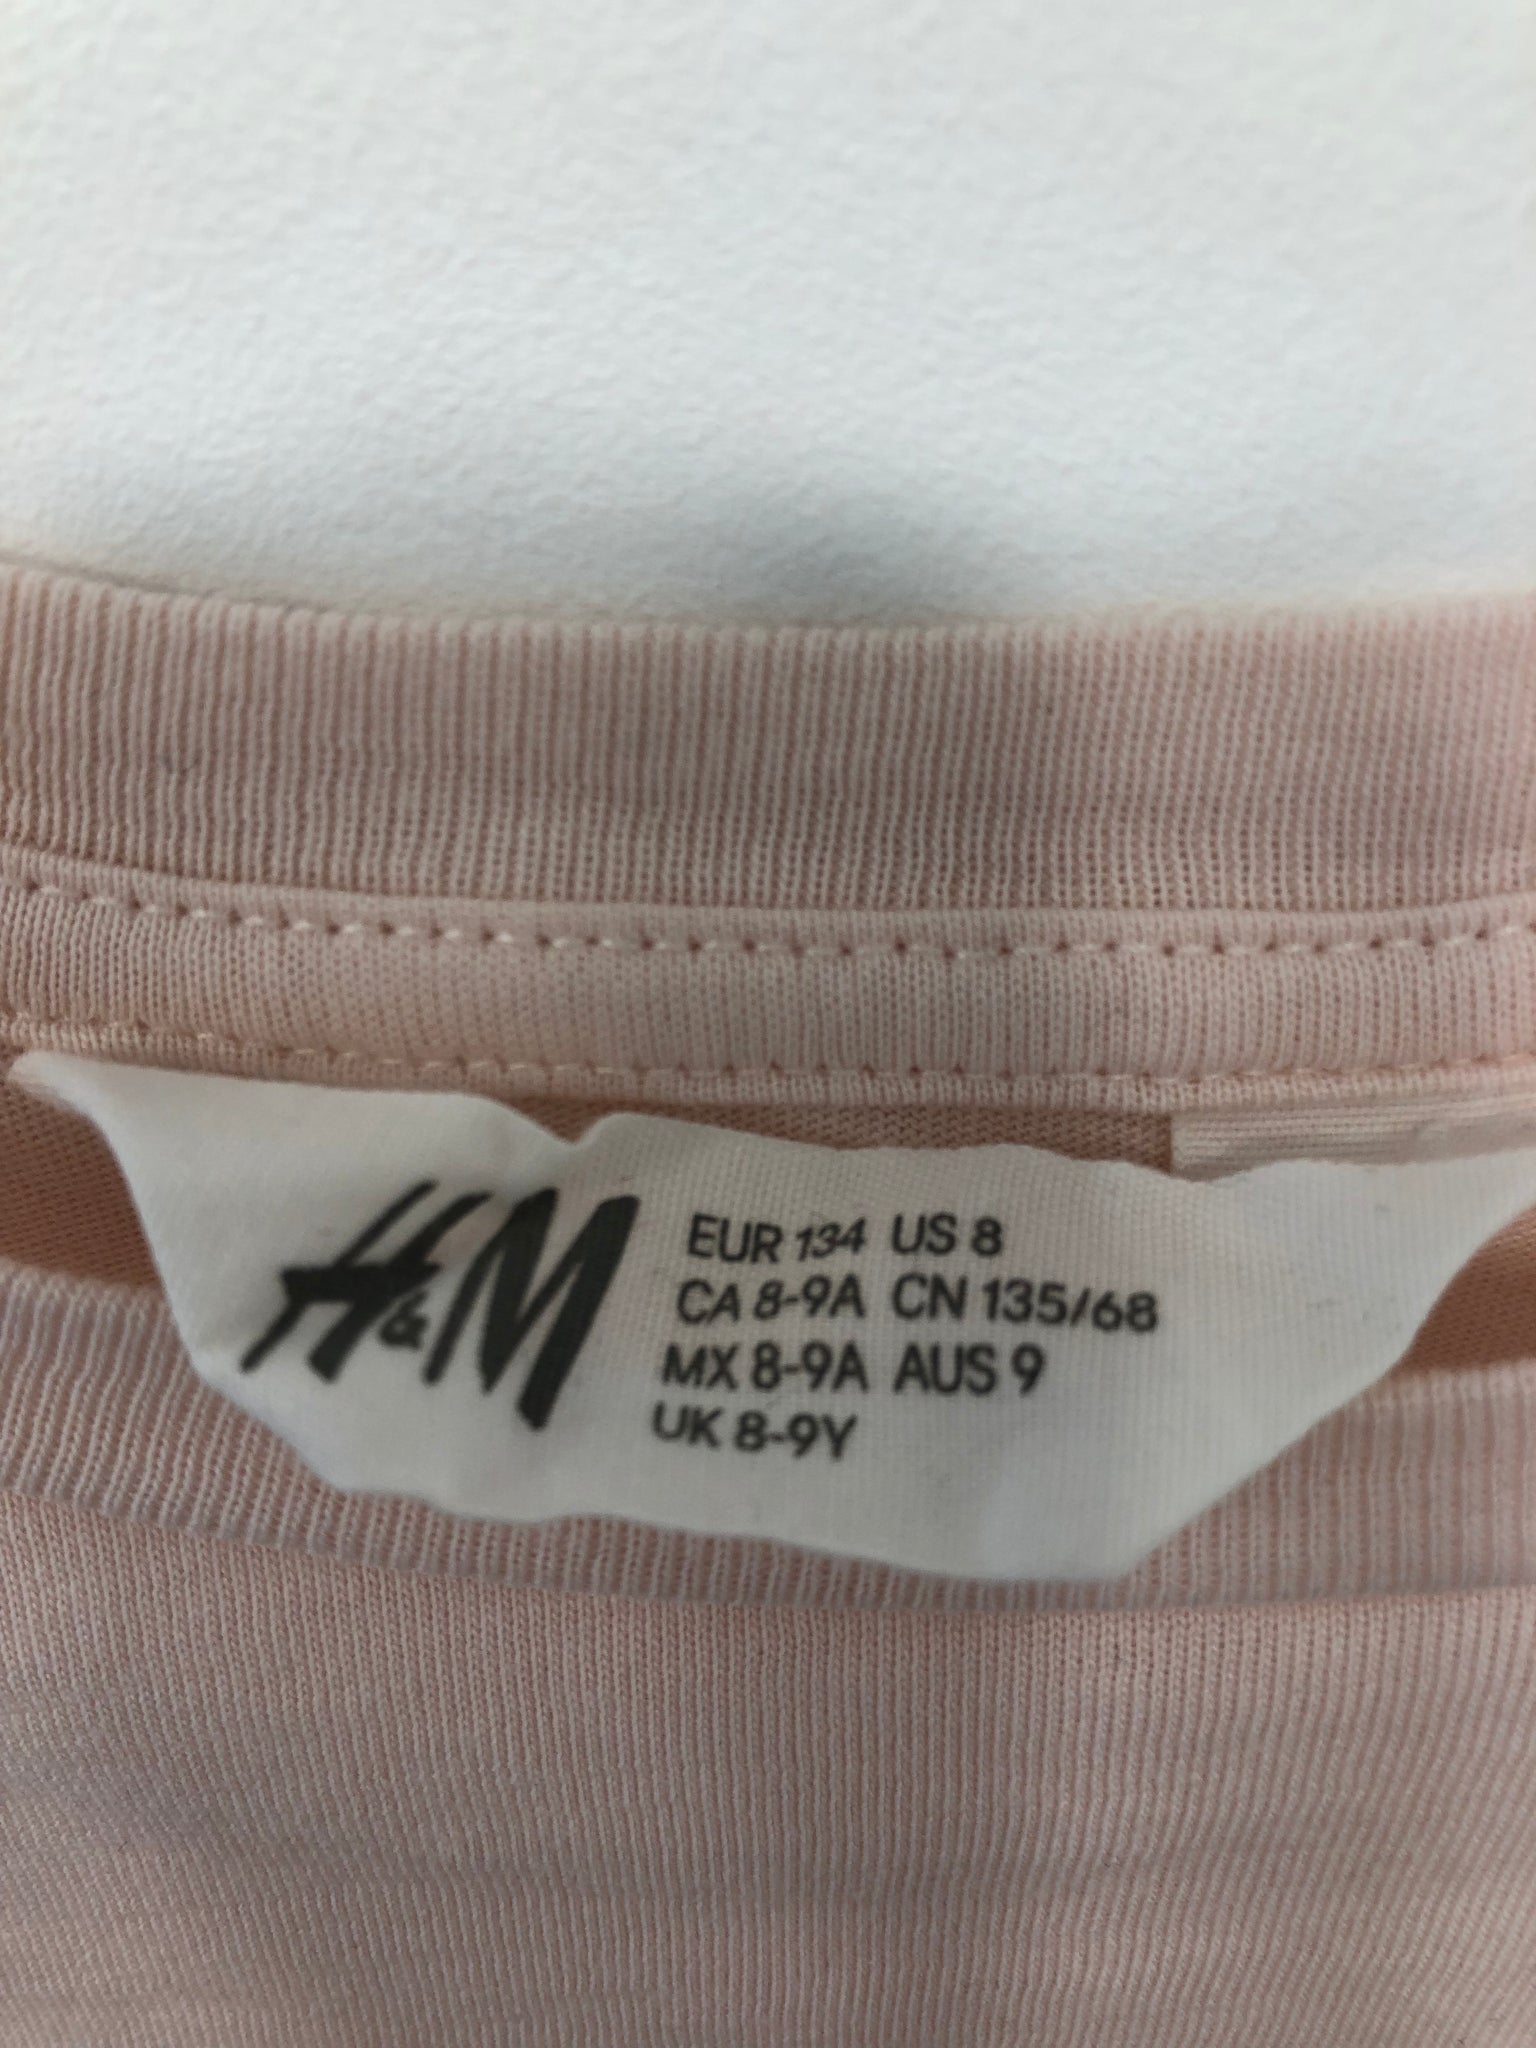 H&M
EUR 134 US 8
CA 8-9A CN 135/68
MX 8-9A AUS 9
UK 8-9Y